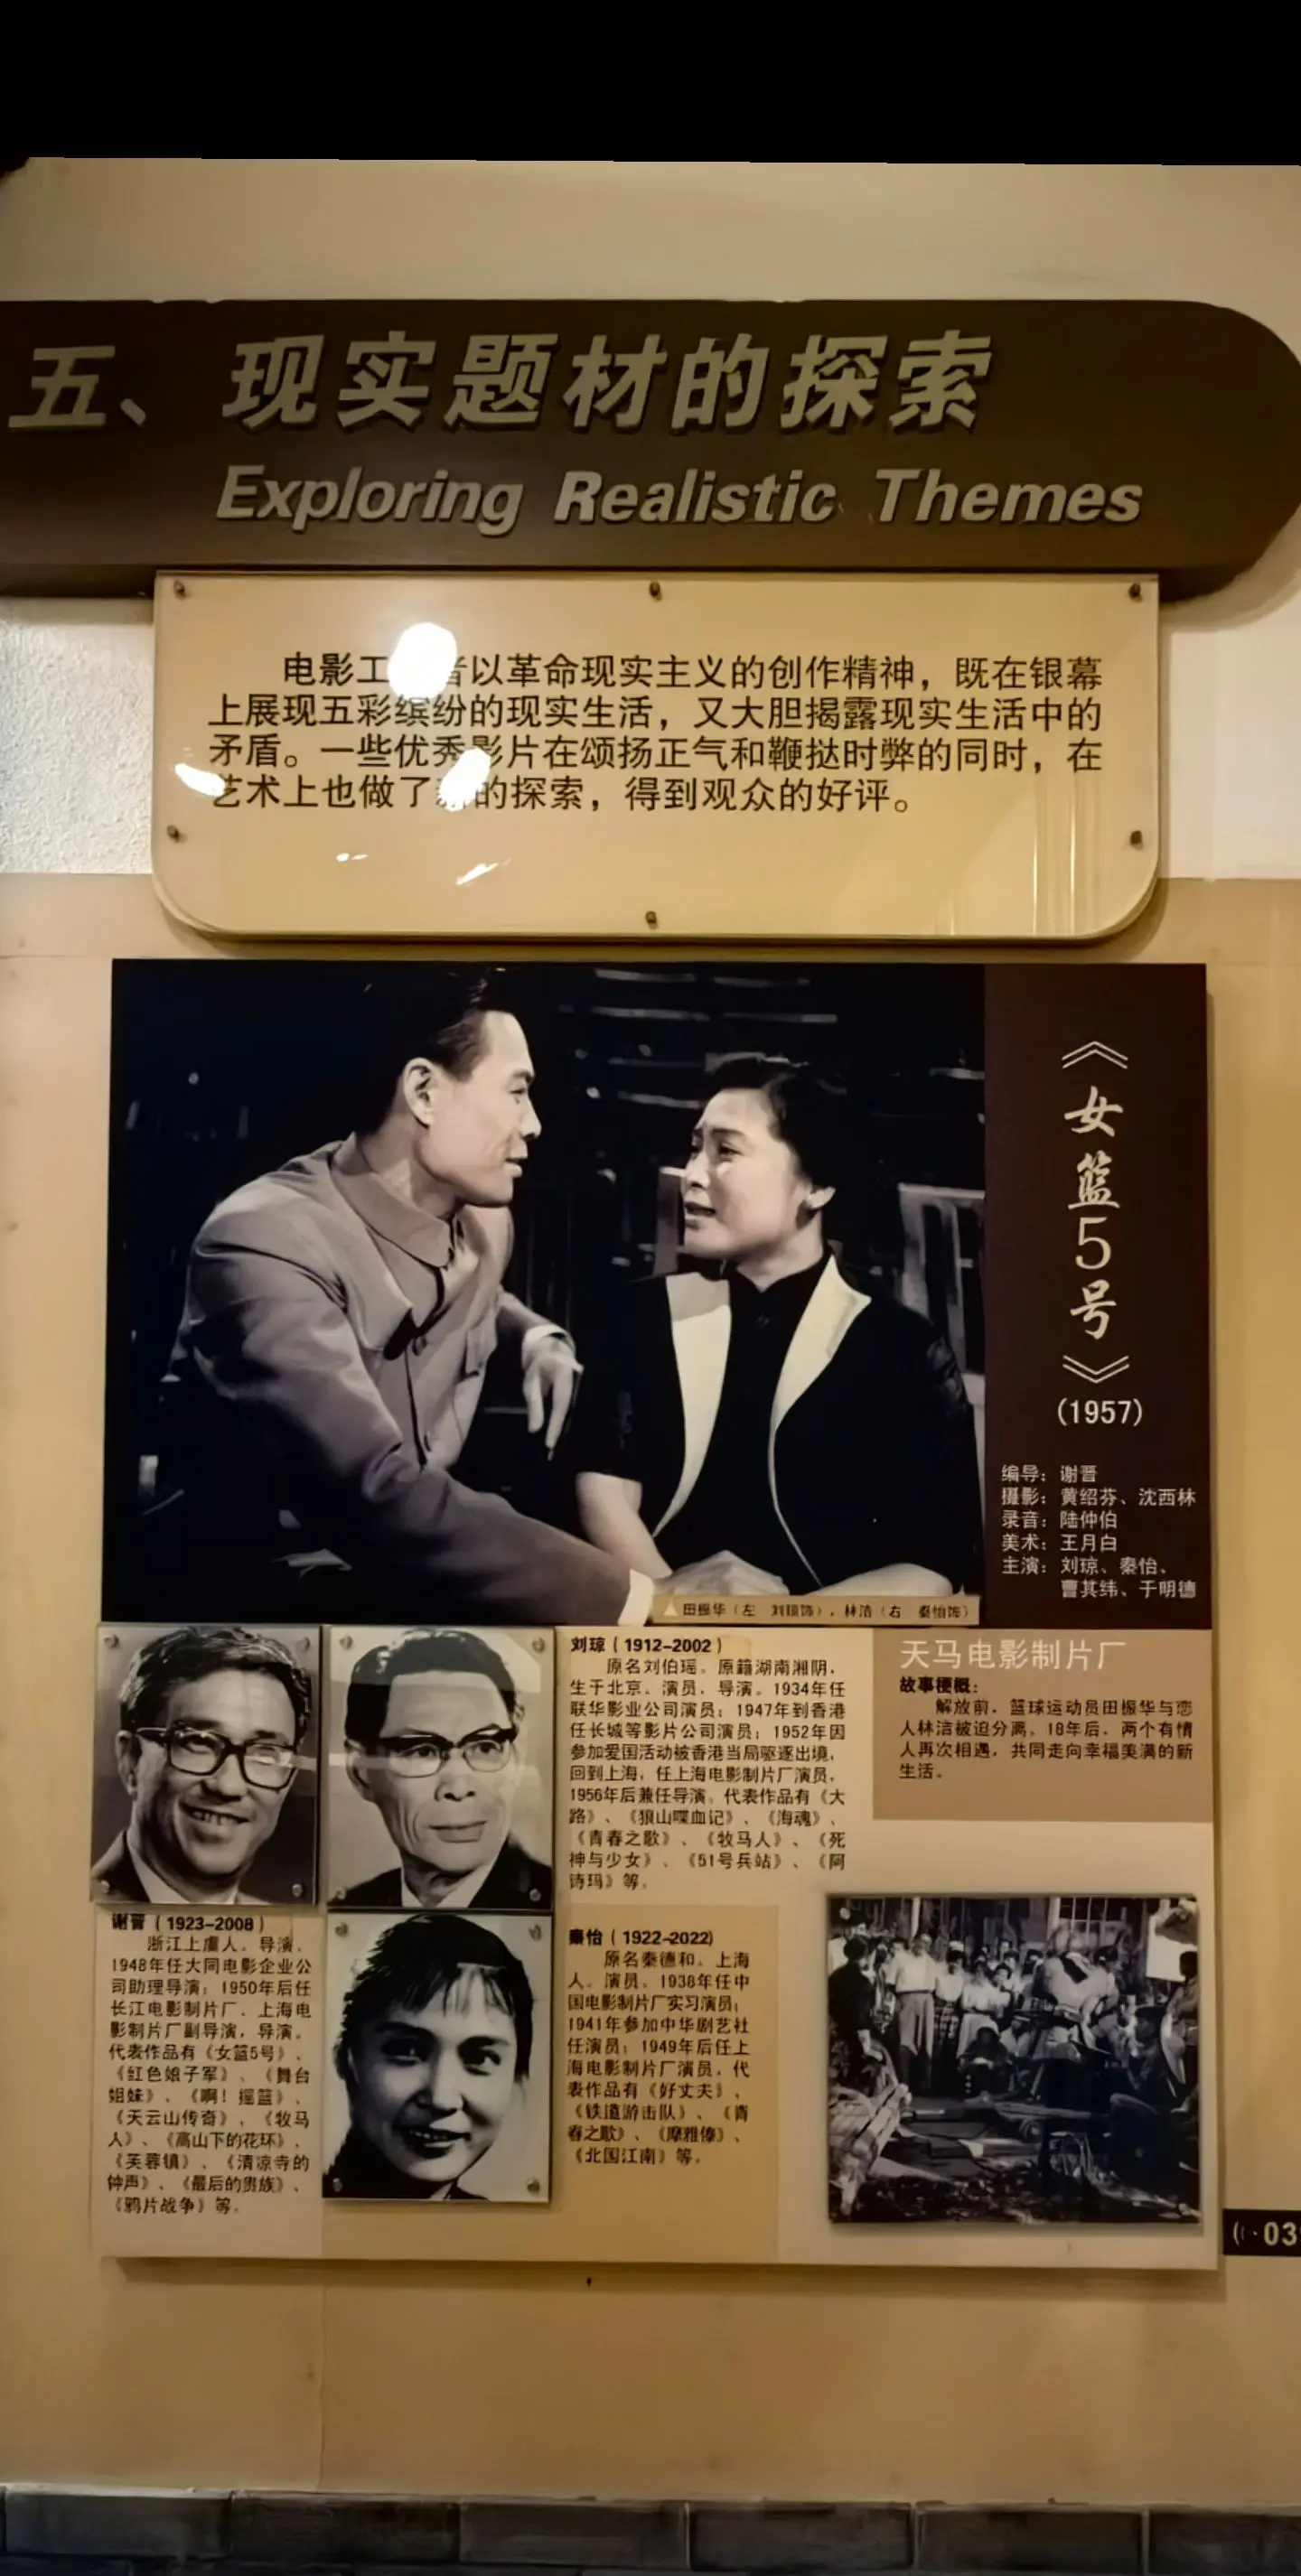 五、现实题材的探索
Exploring Realistic Themes
电影工 者以革命现实主义的创作精神，既在银幕
上展现五彩缤纷的现实生活，又大胆揭露现实生活中的
矛盾。一些优秀影片在颂扬正气和鞭挞时弊的同时，在
艺术上也做了 的探索，得到观众的好评。
《女篮5号》
(1957)
编导：谢晋
摄影：黄绍芬、沈西林
录音：陆仲伯
美术：王月白
主演：刘琼、秦怡、
曹其纬、于明德
田振华（左 刘琼饰），林洁（右 秦怡饰）
刘琼（1912-2002）
原名刘伯瑶。原籍湖南湘阴，
生于北京。演员，导演。1934年任
联华影业公司演员；1947年到香港
任长城等影片公司演员；1952年因
参加爱国活动被香港当局驱逐出境，
回到上海，任上海电影制片厂演员，
1956年后兼任导演。代表作品有《大
路》、《狼山喋血记》、《海魂》、
《青春之歌》、《牧马人》、《死
神与少女》、《51号兵站》、《阿
诗玛》等。
天马电影制片厂
故事梗概：
解放前，篮球运动员田振华与恋
人林洁被迫分离。18年后，两个有情
人再次相遇，共同走向幸福美满的新
生活。
谢晋（1923-2008）
浙江上虞人。导演。
1948年任大同电影企业公
司助理导演；1950年后任
长江电影制片厂、上海电
影制片厂副导演，导演。
代表作品有《女篮5号》、
《红色娘子军》、《舞台
姐妹》、《啊！摇篮》、
《天云山传奇》，《牧马
人》、《高山下的花环》、
《芙蓉镇》、《清凉寺的
钟声》、《最后的贵族》、
《鸦片战争》等。
秦怡（1922-2022）
原名秦德和。上海
人。演员。1938年任中
国电影制片厂实习演员；
1941年参加中华剧艺社
任演员；1949年后任上
海电影制片厂演员。代
表作品有《好丈夫》、
《铁道游击队》、《青
春之歌》、《摩雅傣》、
《北国江南》等。
03